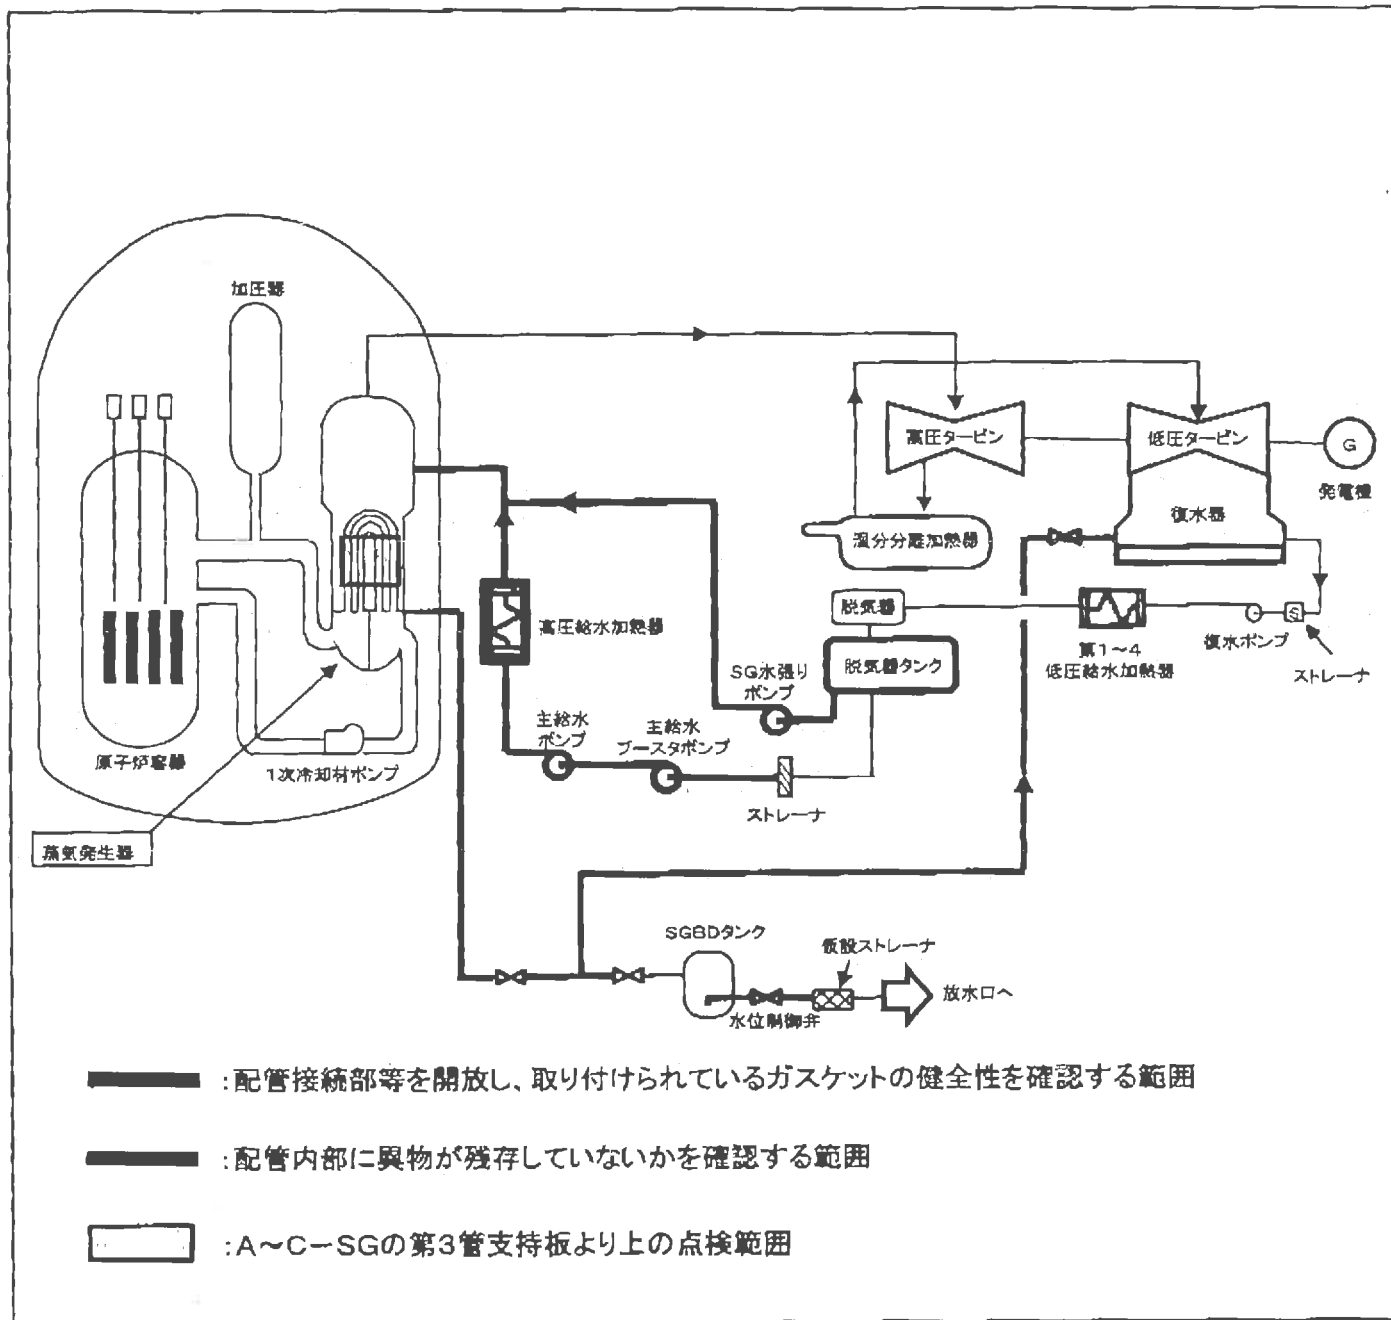 加圧器
高圧タービン
低圧タービン
G
発電機
復水器
湿分分離加熱器
脱気器
高圧給水加熱器
脱気器タンク
SG水張り
ポンプ
第1～4
低圧給水加熱器
復水ポンプ
S
ストレーナ
主給水
ポンプ
主給水
ブースタポンプ
原子炉容器
1次冷却材ポンプ
ストレーナ
蒸気発生器
SGBDタンク
仮設ストレーナ
水位制御弁
放水口へ
:配管接続部等を開放し、取り付けられているガスケットの健全性を確認する範囲
:配管内部に異物が残存していないかを確認する範囲
:A～C－SGの第3管支持板より上の点検範囲